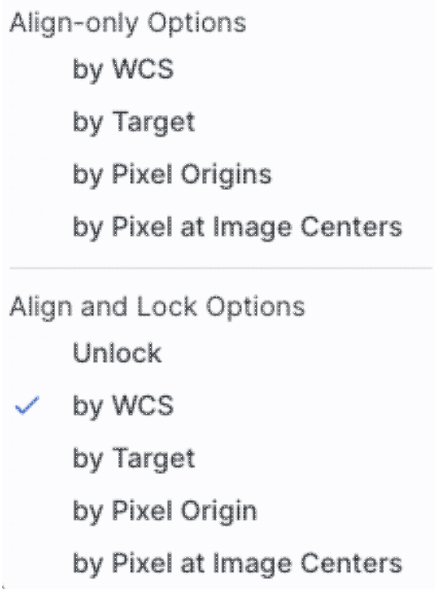 Align-only Options
by WCS
by Target
by Pixel Origins
by Pixel at Image Centers
Align and Lock Options
Unlock
by WCS
by Target
by Pixel Origin
by Pixel at Image Centers